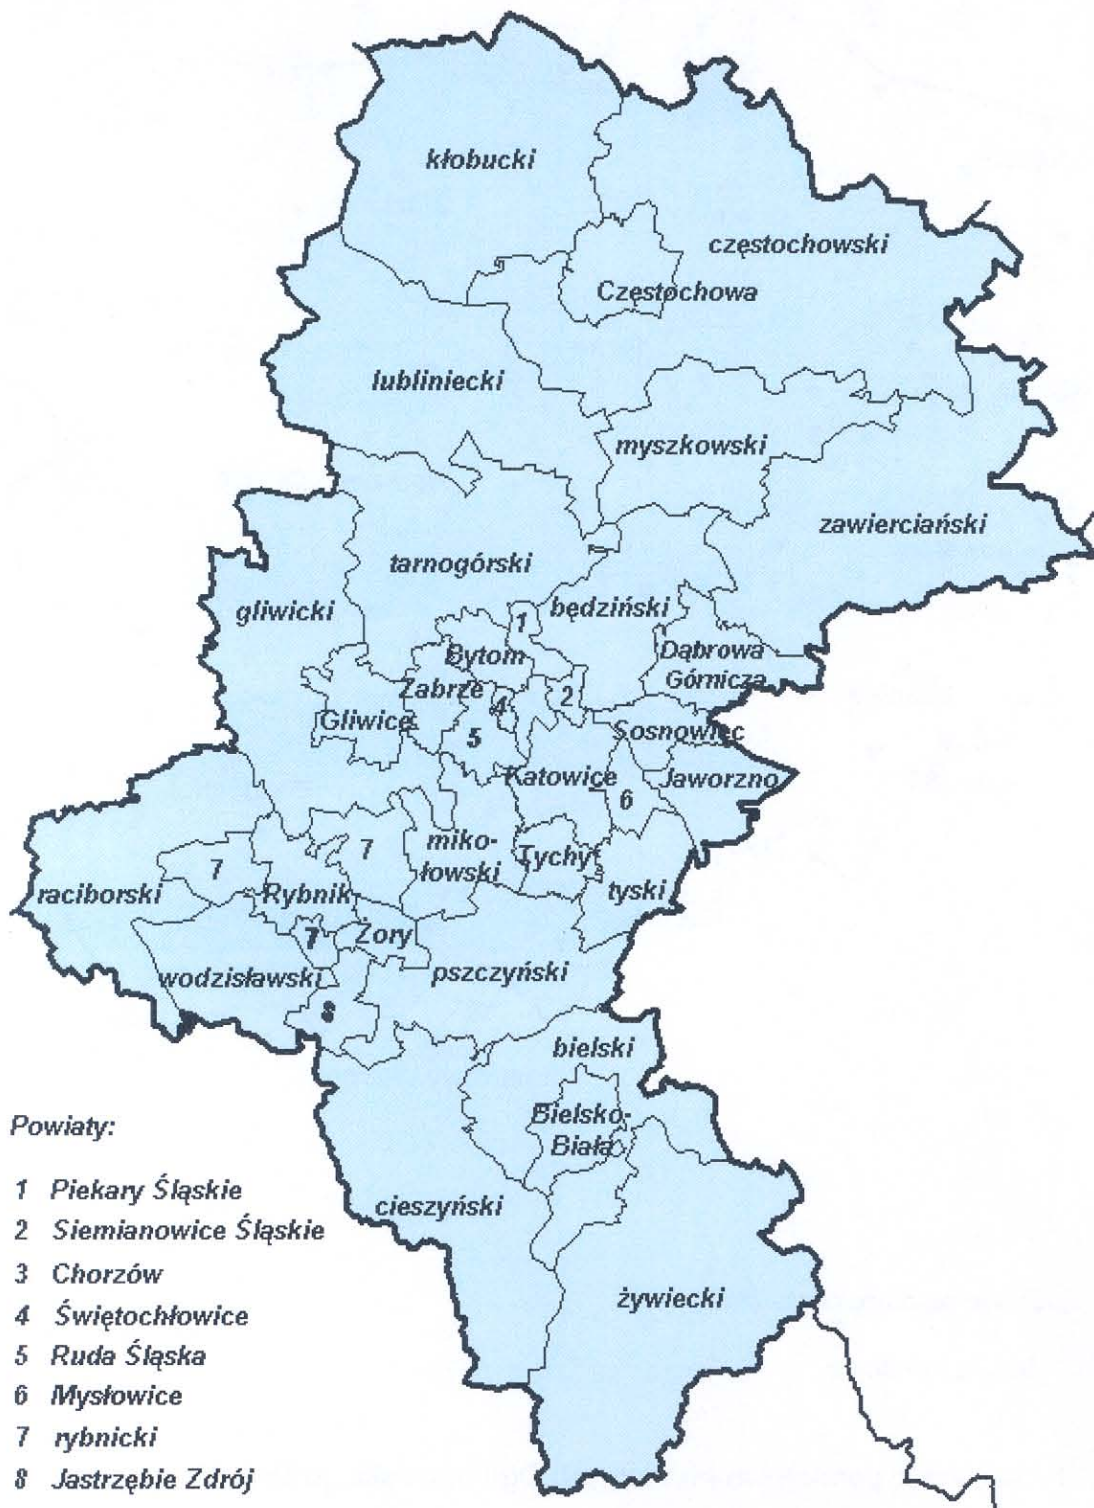 kłobucki
częstochowski
Częstochowa
lubliniecki
myszkowski
zawierciański
tarnogórski
gliwicki
będziński
1
Bytom
Dąbrowa
Górnicza
Zabrze
2
4
Gliwice
5
Sosnowiec
Katowice
Jaworzno
6
miko-
łowski
7
Tychy
7
raciborski
Rybnik
tyski
7
Żory
wodzisławski
pszczyński
8
bielski
Bielsko-
Biała
cieszyński
żywiecki
Powiaty:
1 Piekary Śląskie
2 Siemianowice Śląskie
3 Chorzów
4 Świętochłowice
5 Ruda Śląska
6 Mysłowice
7 rybnicki
8 Jastrzębie Zdrój